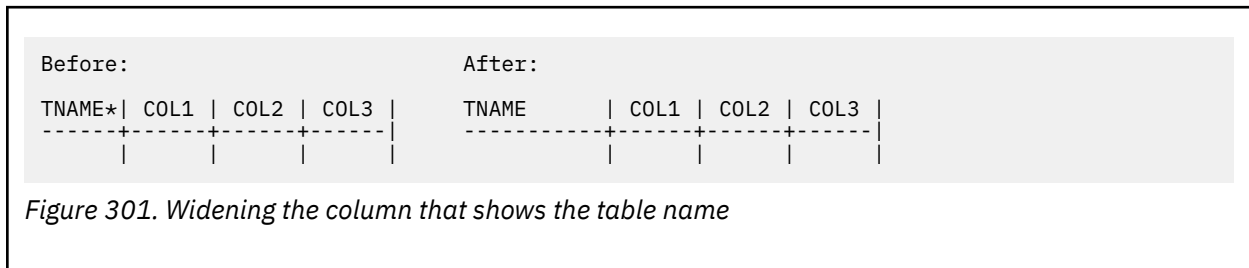 Before:                        After:
TNAME*| COL1 | COL2 | COL3 |   TNAME      | COL1 | COL2 | COL3 |
------+------+------+------|   -----------+------+------+------|
      |      |      |      |              |      |      |      |
Figure 301. Widening the column that shows the table name